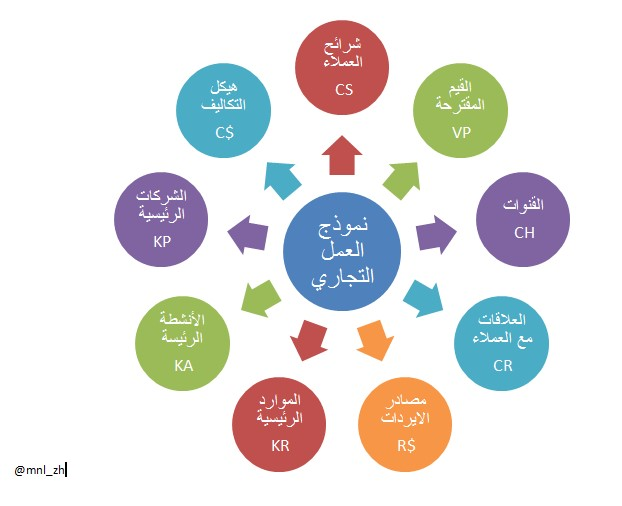 شرائح
العملاء
CS
القيم
المقترحة
VP
القنوات
CH
العلاقات
مع العملاء
CR
مصادر
الايردات
R$
الموارد
الرئيسية
KR
الأنشطة
الرئيسة
KA
الشركات
الرئيسية
KP
هيكل
التكاليف
C$
نموذج
العمل
التجاري
@mnl_zh